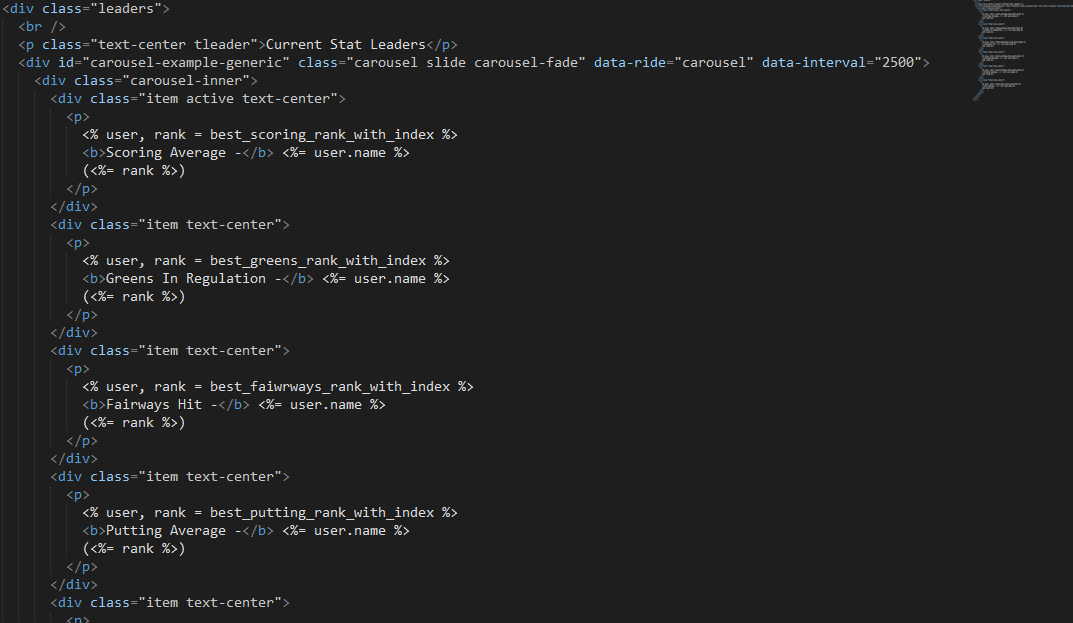 <div class="leaders">
<br />
<p class="text-center tleader">Current Stat Leaders</p>
<div id="carousel-example-generic" class="carousel slide carousel-fade" data-ride="carousel" data-interval="2500">
<div class="carousel-inner">
<div class="item active text-center">
<p>
<% user, rank = best_scoring_rank_with_index %>
<b>Scoring Average -</b> <%= user.name %>
(<%= rank %>)
</p>
</div>
<div class="item text-center">
<p>
<% user, rank = best_greens_rank_with_index %>
<b>Greens In Regulation -</b> <%= user.name %>
(<%= rank %>)
</p>
</div>
<div class="item text-center">
<p>
<% user, rank = best_faiwrways_rank_with_index %>
<b>Fairways Hit -</b> <%= user.name %>
(<%= rank %>)
</p>
</div>
<div class="item text-center">
<p>
<% user, rank = best_putting_rank_with_index %>
<b>Putting Average -</b> <%= user.name %>
(<%= rank %>)
</p>
</div>
<div class="item text-center">
<p>